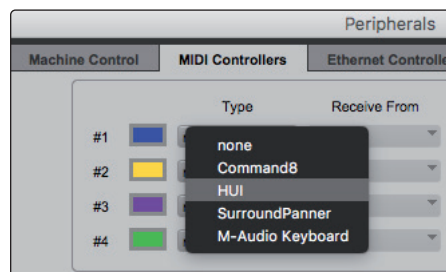 Peripherals
Machine Control MIDI Controllers Ethernet Controlle
Type Receive From
#1
none
Command8
#2
HUI
#3
SurroundPanner
#4
M-Audio Keyboard